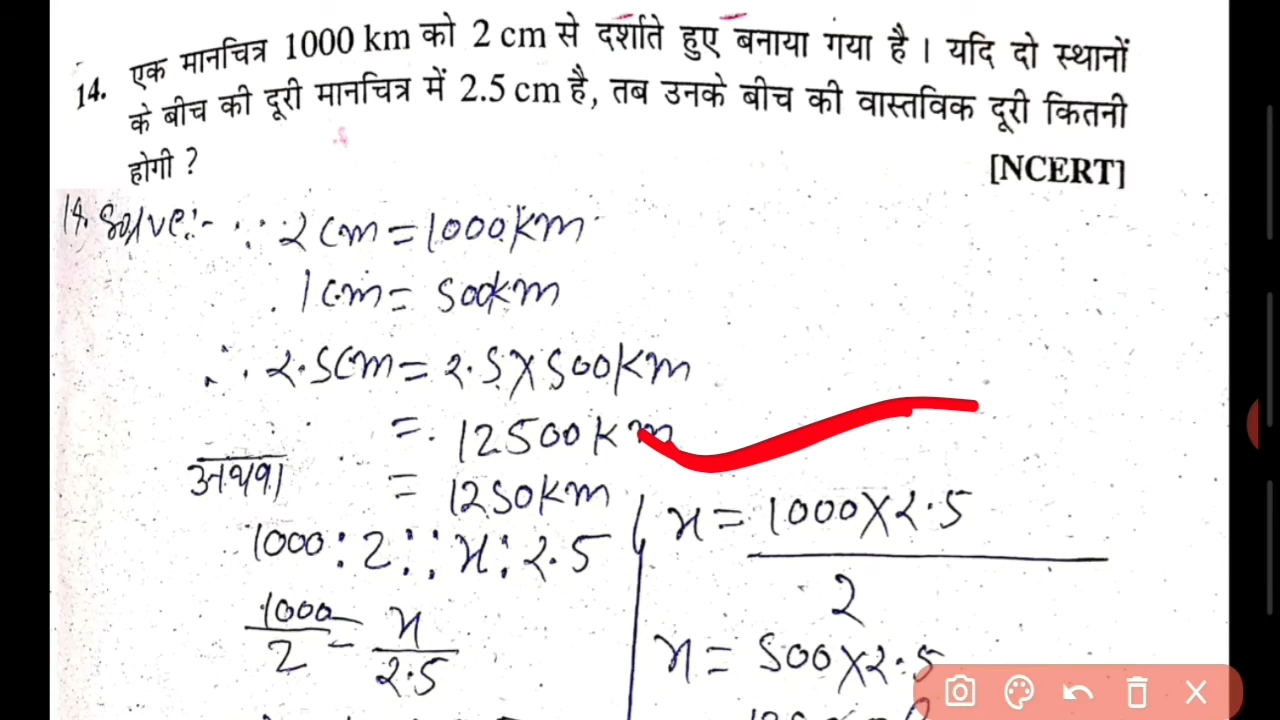 14. एक मानचित्र 1000 km को 2 cm से दर्शाते हुए बनाया गया है । यदि दो स्थानों
के बीच की दूरी मानचित्र में 2.5 cm है, तब उनके बीच की वास्तविक दूरी कितनी
होगी ?
[NCERT]
14. Solve:- ∵ 2 cm = 1000 km
1 cm = 500 km
∴ 2.5 cm = 2.5 × 500 km
= 12500 km
= 1250 km
अथवा
1000 : 2 :: x : 2.5
1000/2 = x/2.5
x = 1000 × 2.5
2
x = 500 × 2.5